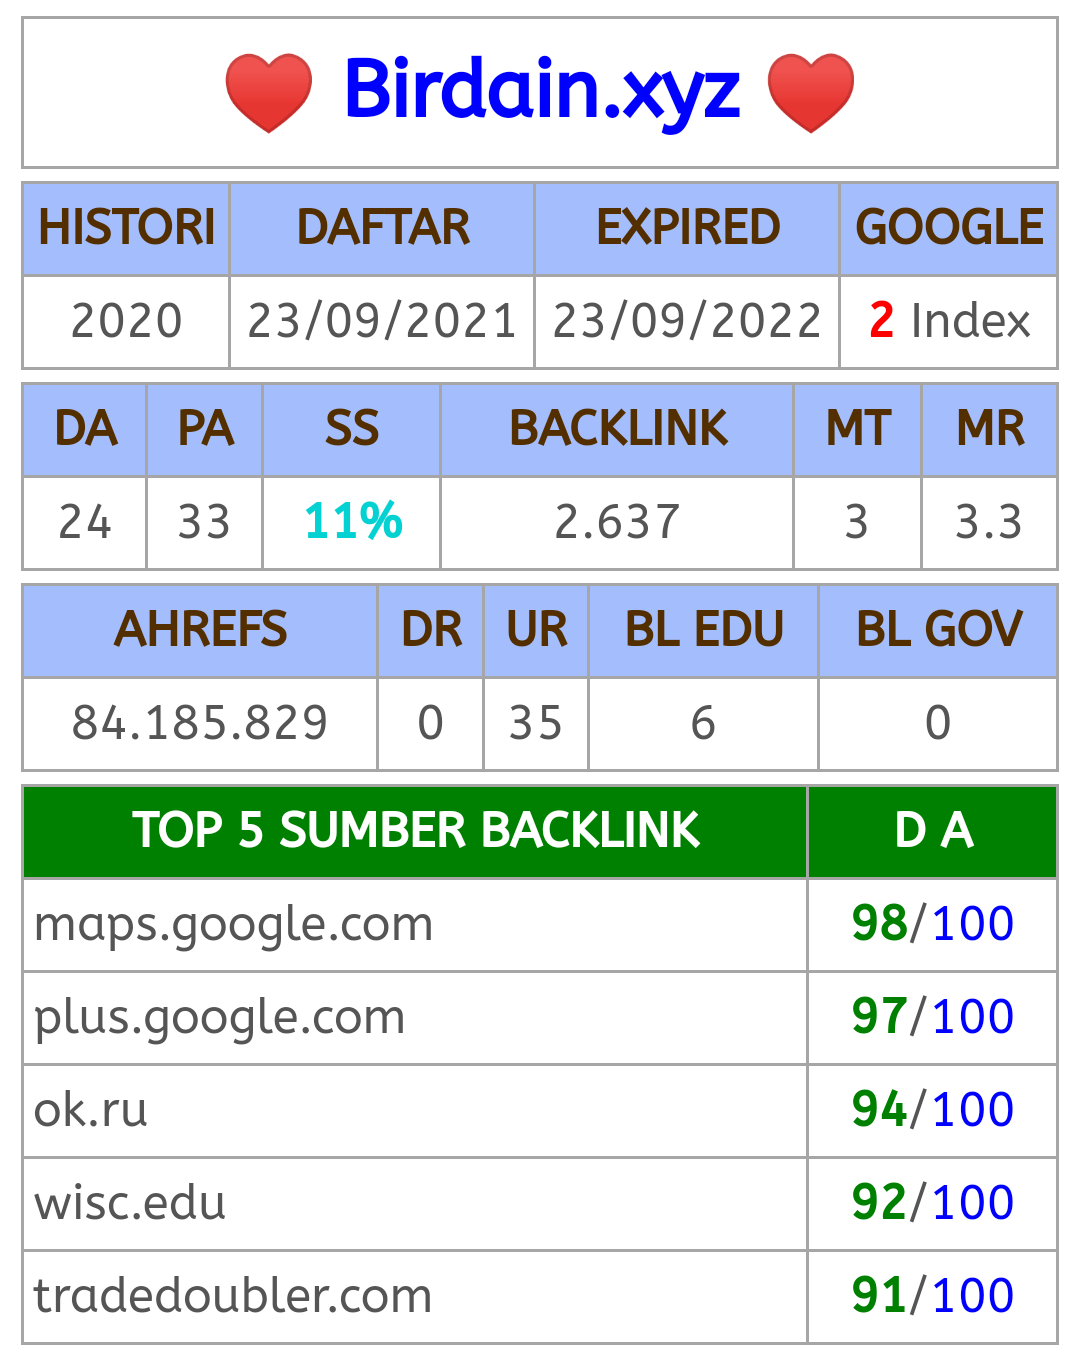 Birdain.xyz
HISTORI DAFTAR EXPIRED GOOGLE
2020 23/09/2021 23/09/2022 2 Index
DA PA SS BACKLINK MT MR
24 33 11% 2.637 3 3.3
AHREFS DR UR BL EDU BL GOV
84.185.829 0 35 6 0
TOP 5 SUMBER BACKLINK D A
maps.google.com 98/100
plus.google.com 97/100
ok.ru 94/100
wisc.edu 92/100
tradedoubler.com 91/100